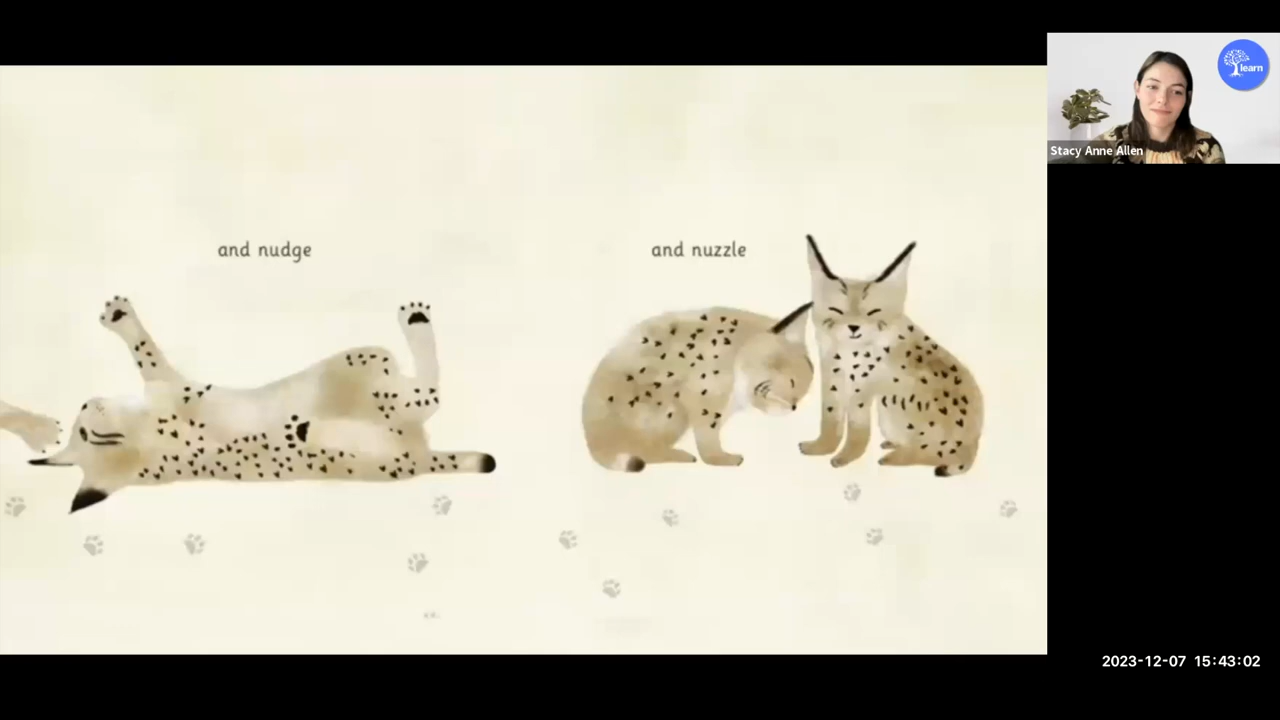 and nudge
and nuzzle
learn
Stacy Anne Allen
2023-12-07 15:43:02